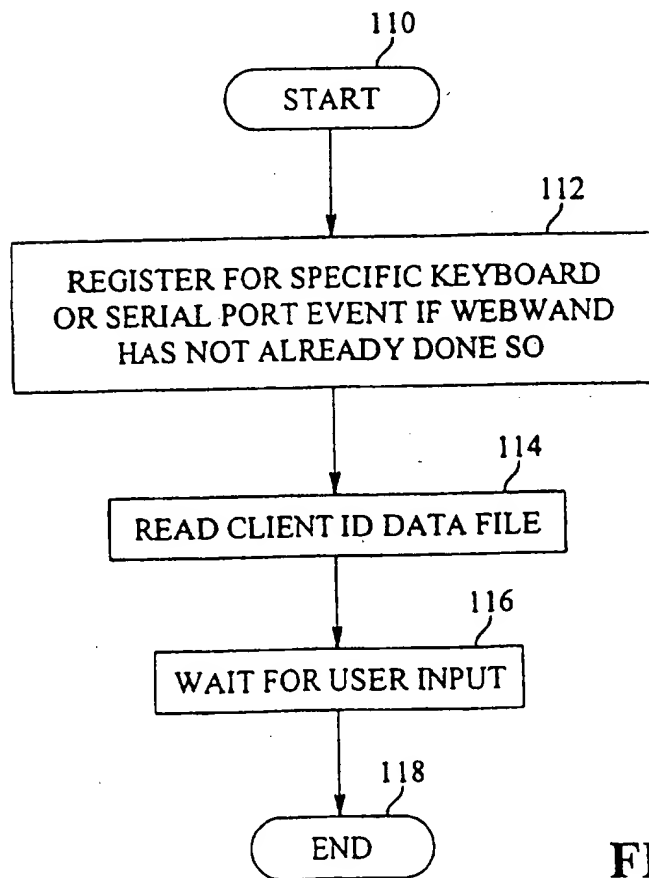 110
START
112
REGISTER FOR SPECIFIC KEYBOARD
OR SERIAL PORT EVENT IF WEBWAND
HAS NOT ALREADY DONE SO
114
READ CLIENT ID DATA FILE
116
WAIT FOR USER INPUT
118
END